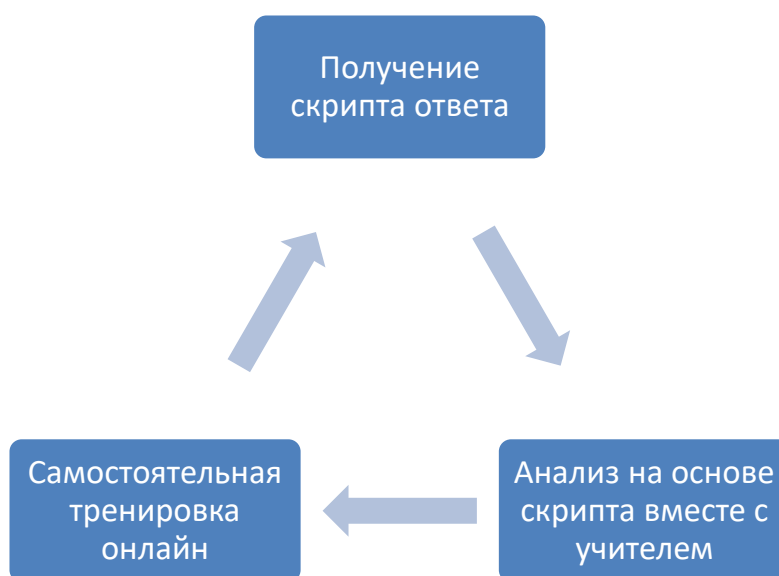 Получение
скрипта ответа
Самостоятельная
тренировка
онлайн
Анализ на основе
скрипта вместе с
учителем